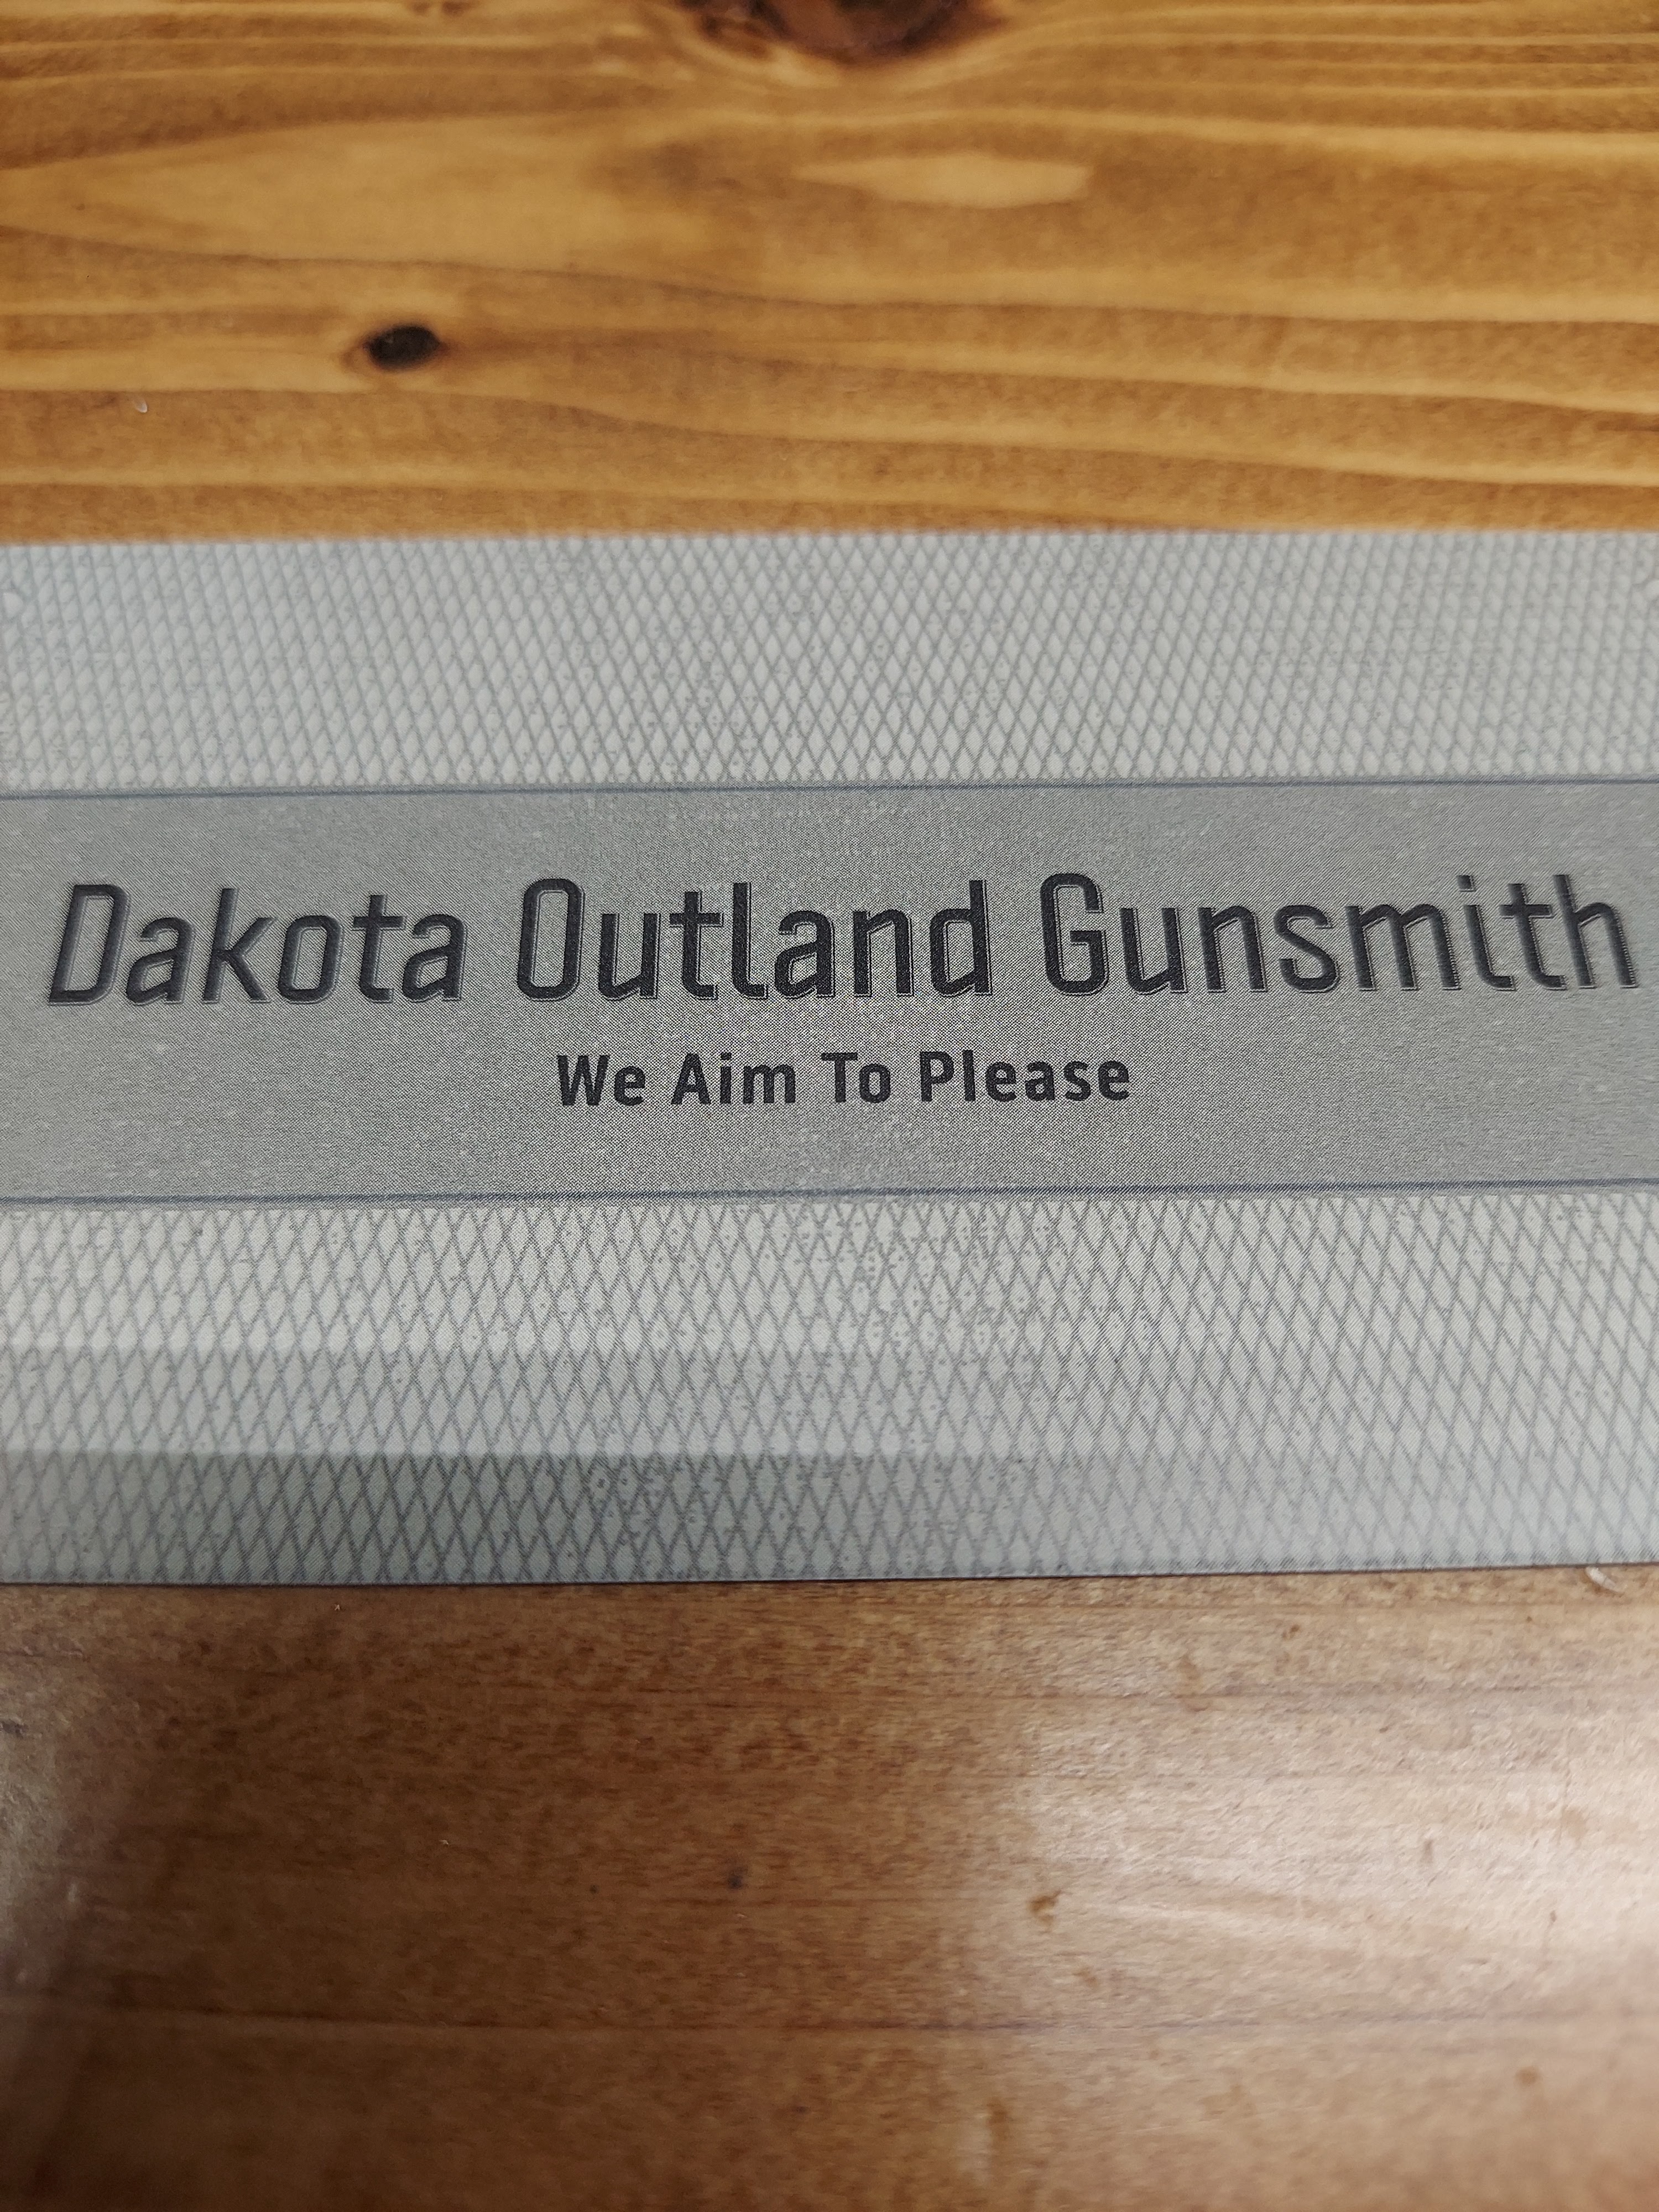 Dakota Outland Gunsmith
We Aim To Please